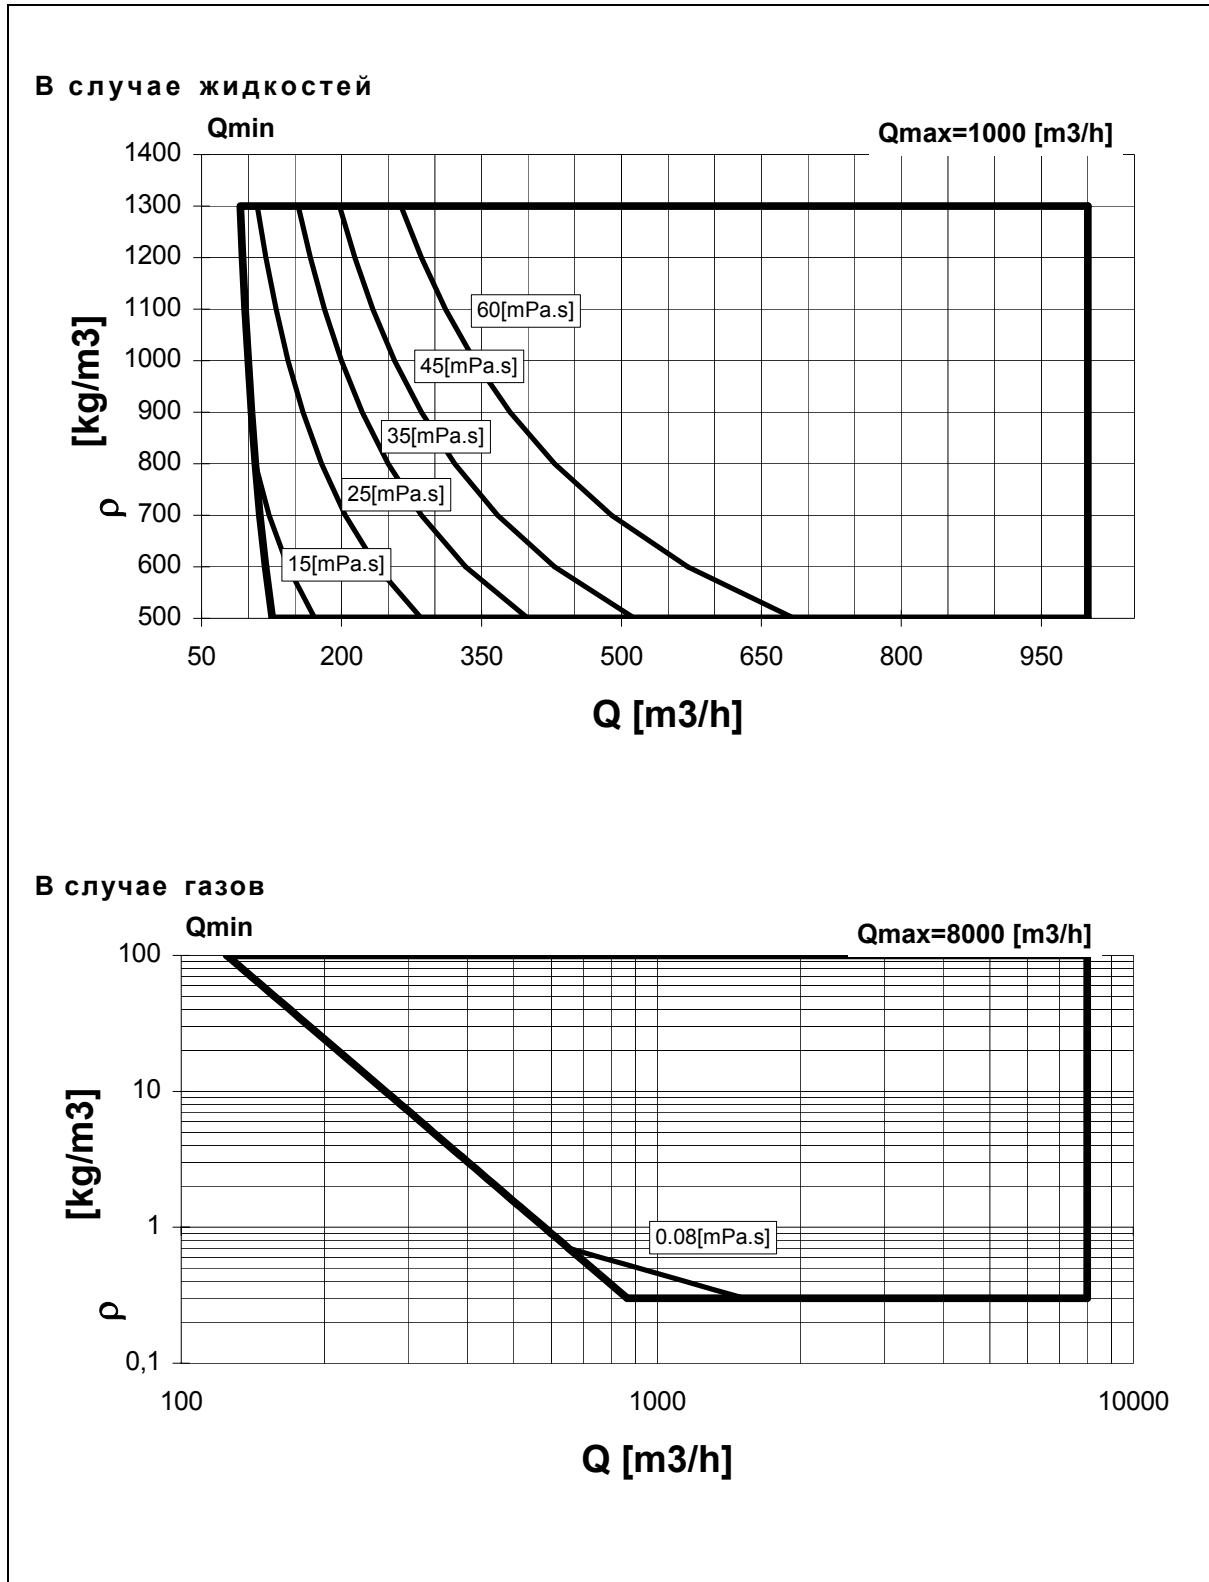 В случае жидкостей
Qmin
Qmax=1000 [m3/h]
1400
1300
1200
1100
1000
900
800
700
600
500
ρ [kg/m3]
60[mPa.s]
45[mPa.s]
35[mPa.s]
25[mPa.s]
15[mPa.s]
50 200 350 500 650 800 950
Q [m3/h]
В случае газов
Qmin
Qmax=8000 [m3/h]
100
10
1
0,1
ρ [kg/m3]
0.08[mPa.s]
100 1000 10000
Q [m3/h]